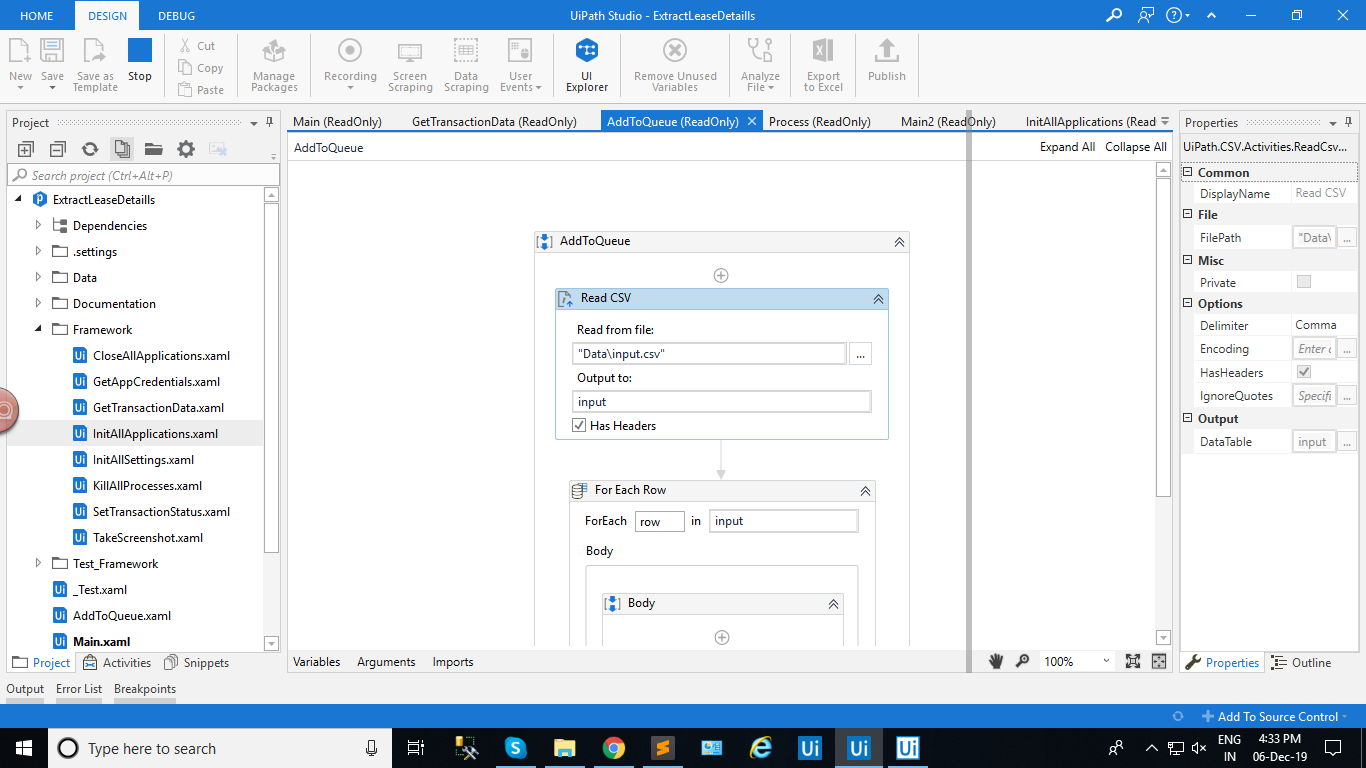 HOME DESIGN DEBUG UiPath Studio - ExtractLeaseDetaills
New Save Save as Template Stop
Cut
Copy
Paste
Manage Packages
Recording
Screen Scraping
Data Scraping
User Events
UI Explorer
Remove Unused Variables
Analyze File
Export to Excel
Publish
Project
Search project (Ctrl+Alt+P)
ExtractLeaseDetaills
Dependencies
.settings
Data
Documentation
Framework
CloseAllApplications.xaml
GetAppCredentials.xaml
GetTransactionData.xaml
InitAllApplications.xaml
InitAllSettings.xaml
KillAllProcesses.xaml
SetTransactionStatus.xaml
TakeScreenshot.xaml
Test_Framework
_Test.xaml
AddToQueue.xaml
Main.xaml
Project Activities Snippets
Main (ReadOnly) GetTransactionData (ReadOnly) AddToQueue (ReadOnly) Process (ReadOnly) Main2 (ReadOnly) InitAllApplications (Read
AddToQueue Expand All Collapse All
AddToQueue
Read CSV
Read from file:
"Data\input.csv" ...
Output to:
input
Has Headers
For Each Row
ForEach row in input
Body
Body
Variables Arguments Imports 100%
Properties
UiPath.CSV.Activities.ReadCsv...
Common
DisplayName Read CSV
File
FilePath "Data\ ...
Misc
Private
Options
Delimiter Comma
Encoding Enter ...
HasHeaders
IgnoreQuotes Specifi ...
Output
DataTable input ...
Properties Outline
Output Error List Breakpoints
Add To Source Control
Type here to search
ENG
IN
4:33 PM
06-Dec-19